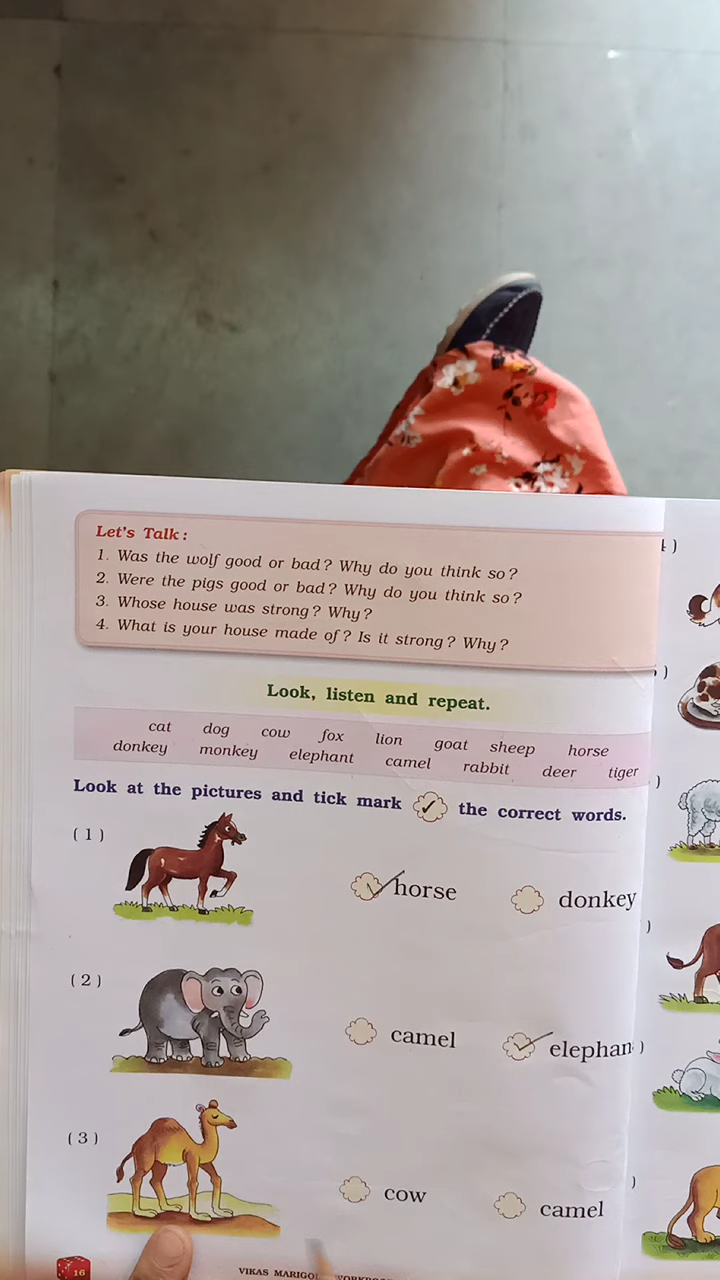 Let's Talk:
1. Was the wolf good or bad? Why do you think so?
2. Were the pigs good or bad? Why do you think so?
3. Whose house was strong? Why?
4. What is your house made of? Is it strong? Why?
Look, listen and repeat.
cat dog cow fox lion goat sheep horse
donkey monkey elephant camel rabbit deer tiger
Look at the pictures and tick mark ✓ the correct words.
(1) horse donkey
(2) camel elephan
(3) cow camel
16 VIKAS
)
)
)
)
)
)